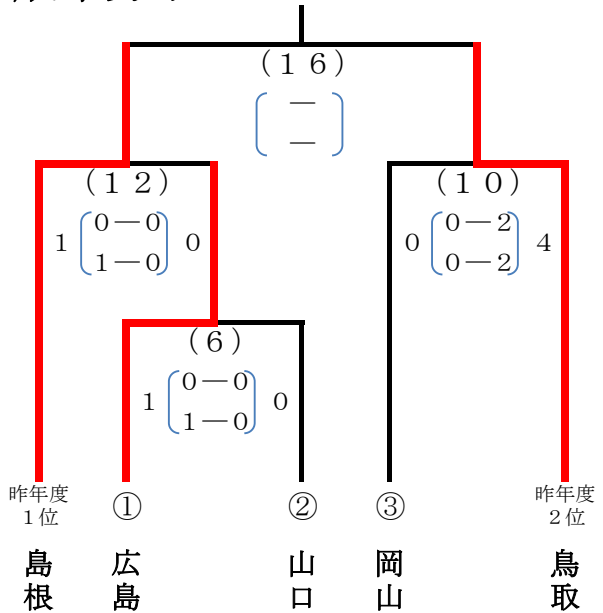 (16)
—
—
(12)
(10)
1 0—0 0
1—0
0 0—2 4
0—2
(6)
1 0—0 0
1—0
昨年度
1位
島根
①
広島
②
山口
③
岡山
昨年度
2位
鳥取